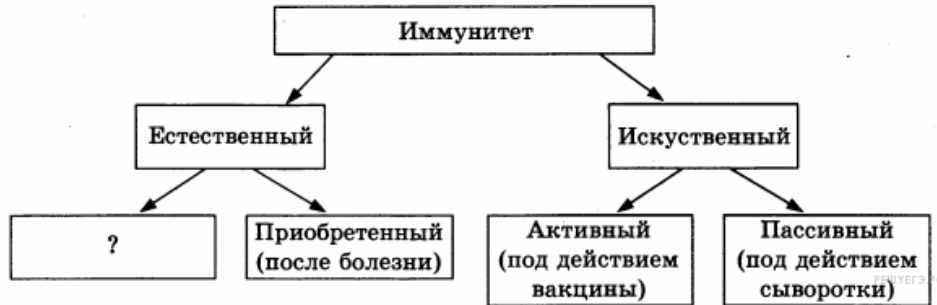 Иммунитет
Естественный
Искуственный
?
Приобретенный
(после болезни)
Активный
(под действием
вакцины)
Пассивный
(под действием
сыворотки)